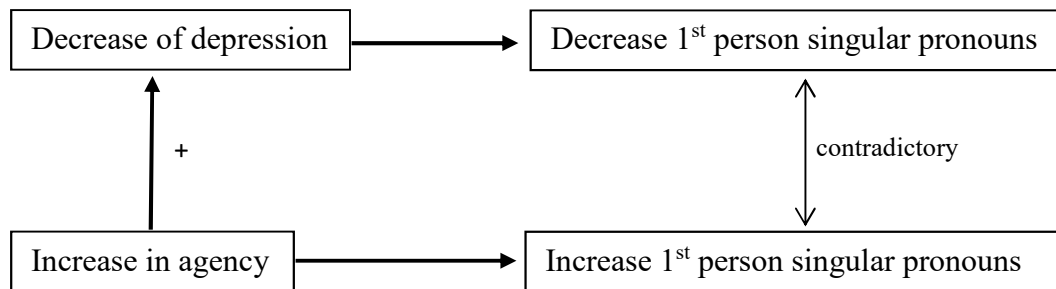 Decrease of depression
Decrease 1st person singular pronouns
+
contradictory
Increase in agency
Increase 1st person singular pronouns